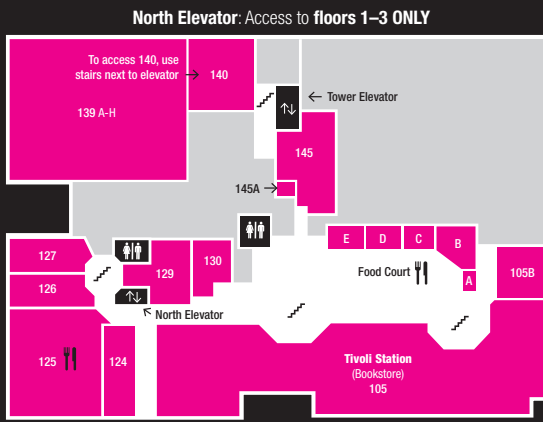 North Elevator: Access to floors 1–3 ONLY
To access 140, use
stairs next to elevator
140
139 A-H
Tower Elevator
145
145A
E
D
C
B
A
Food Court
105B
127
126
129
130
North Elevator
125
124
Tivoli Station
(Bookstore)
105